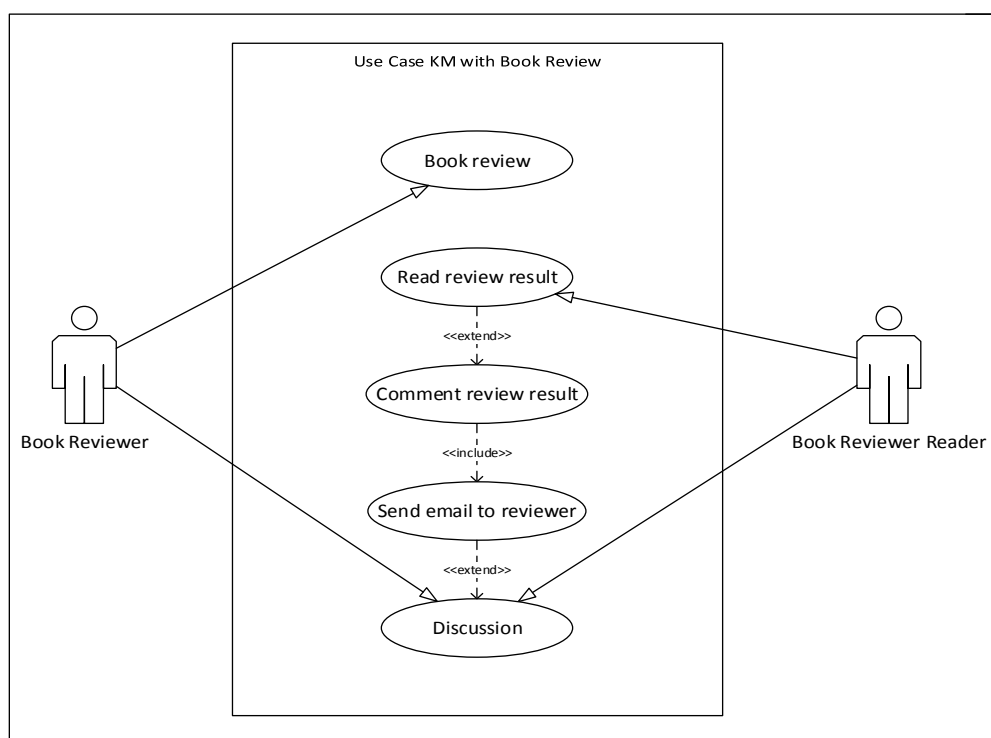 Use Case KM with Book Review
Book review
Read review result
<<extend>>
Comment review result
<<include>>
Send email to reviewer
<<extend>>
Discussion
Book Reviewer
Book Reviewer Reader